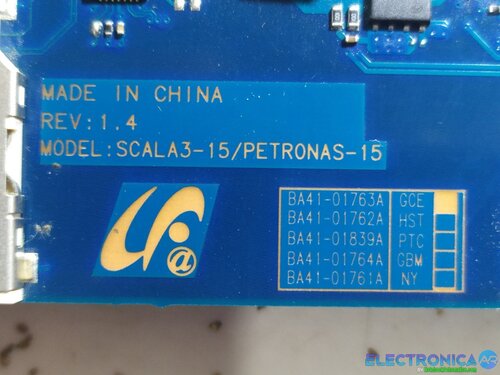 MADE IN CHINA
REV:1.4
MODEL:SCALA3-15/PETRONAS-15
@
BA41-01763A GCE
BA41-01762A HST
BA41-01839A PTC
BA41-01764A GBM
BA41-01761A NY
ELECTRONICA AG